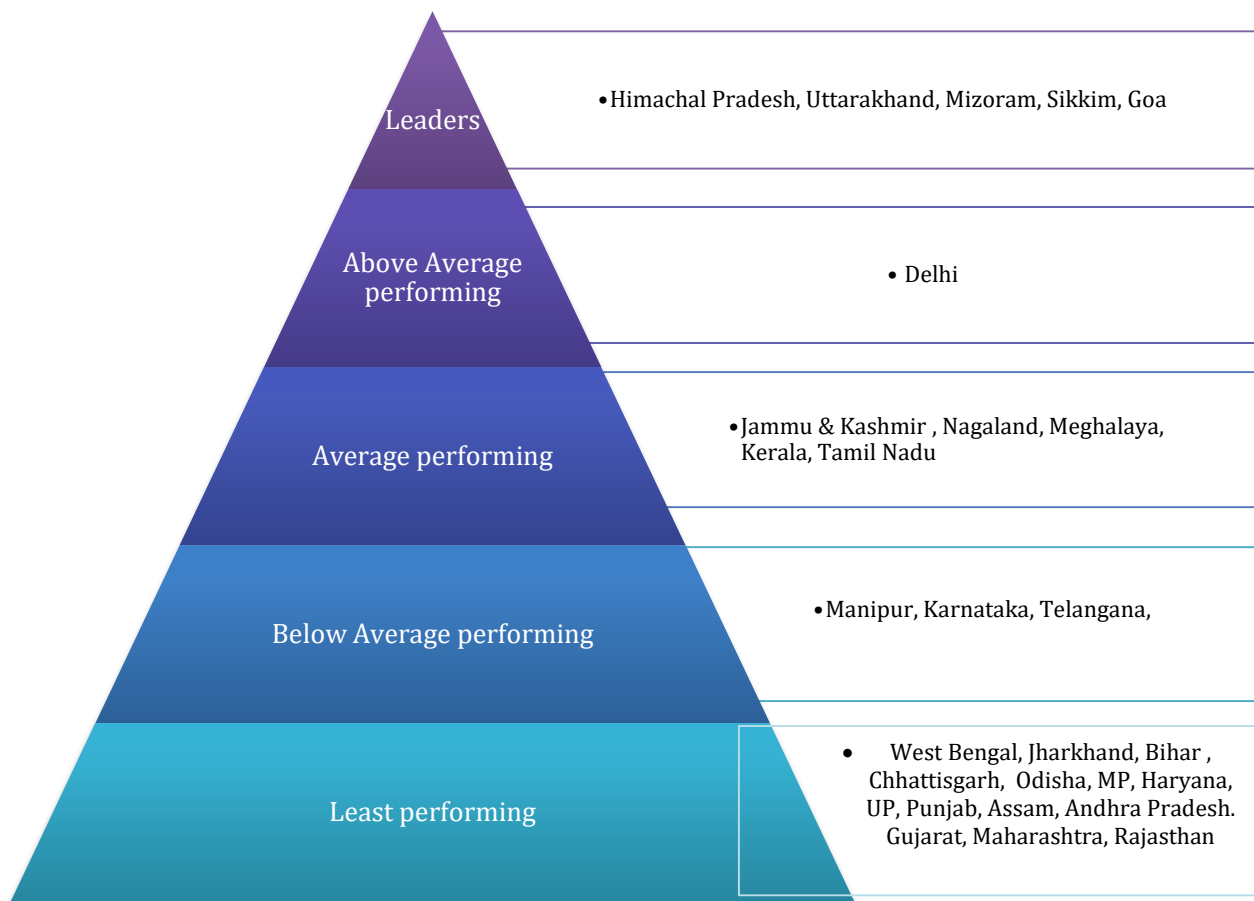 Leaders
•Himachal Pradesh, Uttarakhand, Mizoram, Sikkim, Goa
Above Average
performing
• Delhi
Average performing
•Jammu & Kashmir , Nagaland, Meghalaya,
Kerala, Tamil Nadu
Below Average performing
•Manipur, Karnataka, Telangana,
Least performing
• West Bengal, Jharkhand, Bihar ,
Chhattisgarh, Odisha, MP, Haryana,
UP, Punjab, Assam, Andhra Pradesh.
Gujarat, Maharashtra, Rajasthan